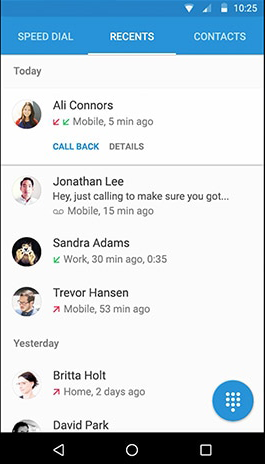 10:25
SPEED DIAL RECENTS CONTACTS
Today
Ali Connors
Mobile, 5 min ago
CALL BACK DETAILS
Jonathan Lee
Hey, just calling to make sure you got...
Mobile, 15 min ago
Sandra Adams
Work, 30 min ago, 0:35
Trevor Hansen
Mobile, 53 min ago
Yesterday
Britta Holt
Home, 2 days ago
David Park